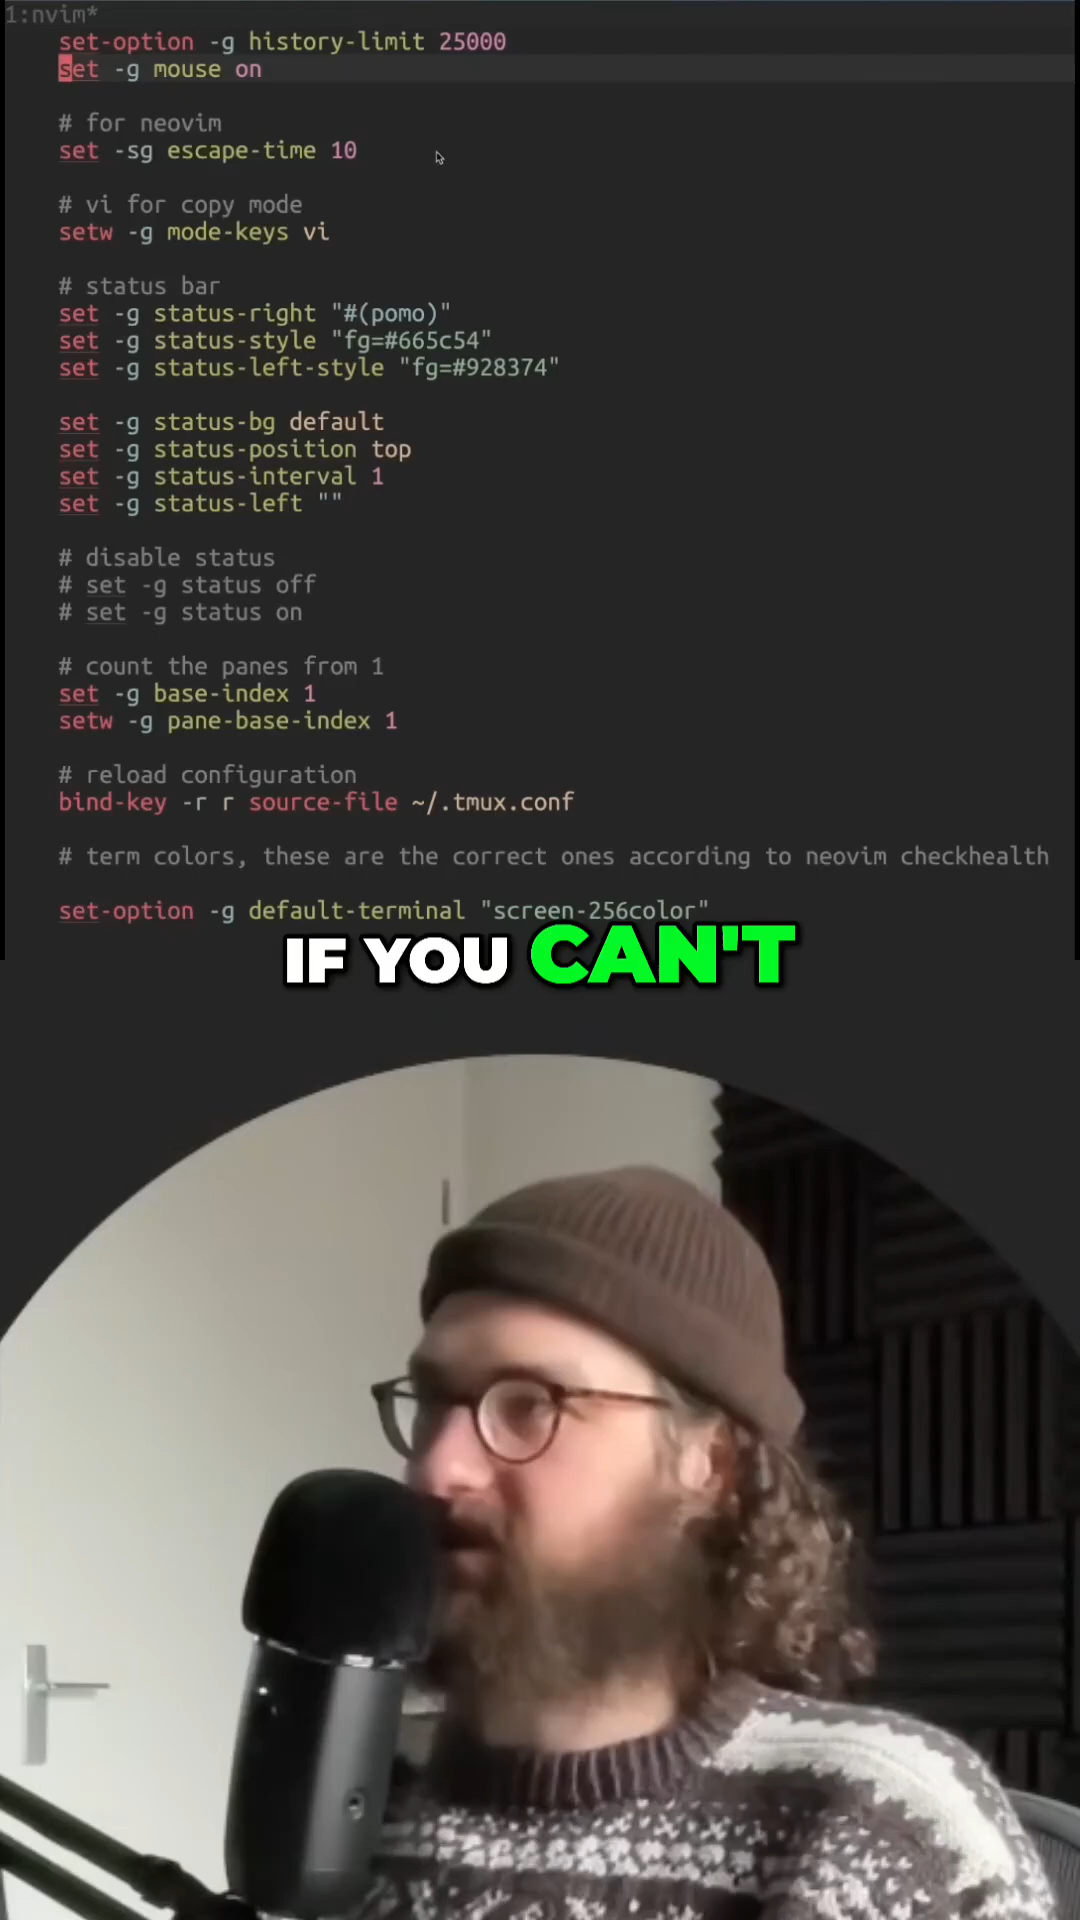 1:nvim*
set-option -g history-limit 25000
set -g mouse on
# for neovim
set -sg escape-time 10
# vi for copy mode
setw -g mode-keys vi
# status bar
set -g status-right "#(pomo)"
set -g status-style "fg=#665c54"
set -g status-left-style "fg=#928374"
set -g status-bg default
set -g status-position top
set -g status-interval 1
set -g status-left ""
# disable status
# set -g status off
# set -g status on
# count the panes from 1
set -g base-index 1
setw -g pane-base-index 1
# reload configuration
bind-key -r r source-file ~/.tmux.conf
# term colors, these are the correct ones according to neovim checkhealth
set-option -g default-terminal "screen-256color"
IF YOU CAN'T